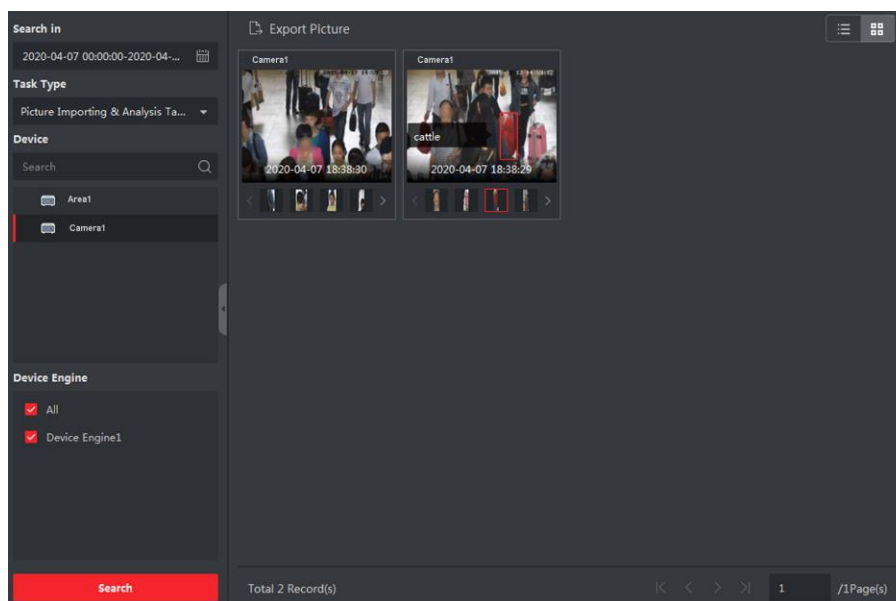 Search in
2020-04-07 00:00:00-2020-04-...
Task Type
Picture Importing & Analysis Ta...
Device
Search
Area1
Camera1
Device Engine
All
Device Engine1
Search
Export Picture
Camera1
2020-04-07 18:38:30
Camera1
cattle
2020-04-07 18:38:29
Total 2 Record(s)
1
/1Page(s)